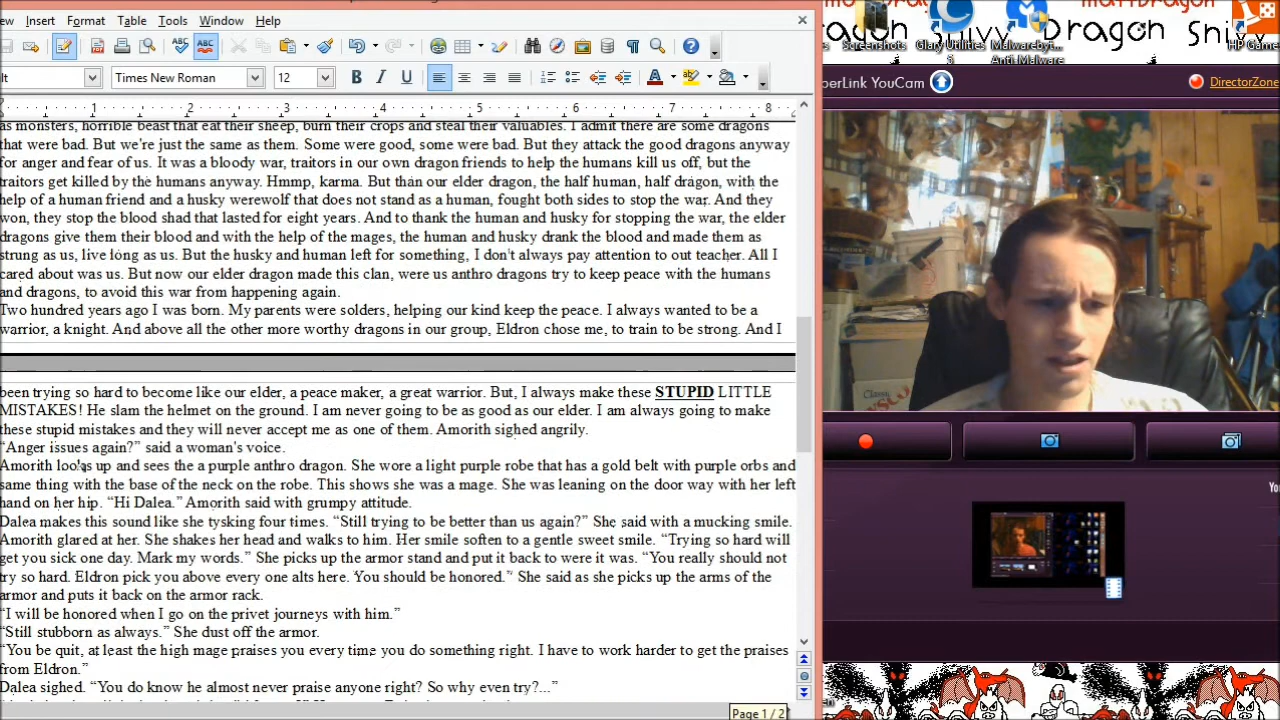 ew Insert Format Table Tools Window Help
lt Times New Roman 12
1 2 3 4 5 6 7 8
as monsters, horrible beast that eat their sheep, burn their crops and steal their valuables. I admit there are some dragons
that were bad. But we're just the same as them. Some were good, some were bad. But they attack the good dragons anyway
for anger and fear of us. It was a bloody war, traitors in our own dragon friends to help the humans kill us off, but the
traitors get killed by the humans anyway. Hmmp, karma. But than our elder dragon, the half human, half dragon, with the
help of a human friend and a husky werewolf that does not stand as a human, fought both sides to stop the war. And they
won, they stop the blood shad that lasted for eight years. And to thank the human and husky for stopping the war, the elder
dragons give them their blood and with the help of the mages, the human and husky drank the blood and made them as
strung as us, live long as us. But the husky and human left for something, I don't always pay attention to out teacher. All I
cared about was us. But now our elder dragon made this clan, were us anthro dragons try to keep peace with the humans
and dragons, to avoid this war from happening again.
Two hundred years ago I was born. My parents were solders, helping our kind keep the peace. I always wanted to be a
warrior, a knight. And above all the other more worthy dragons in our group, Eldron chose me, to train to be strong. And I
been trying so hard to become like our elder, a peace maker, a great warrior. But, I always make these STUPID LITTLE
MISTAKES! He slam the helmet on the ground. I am never going to be as good as our elder. I am always going to make
these stupid mistakes and they will never accept me as one of them. Amorith sighed angrily.
“Anger issues again?” said a woman's voice.
Amorith looks up and sees the a purple anthro dragon. She wore a light purple robe that has a gold belt with purple orbs and
same thing with the base of the neck on the robe. This shows she was a mage. She was leaning on the door way with her left
hand on her hip. “Hi Dalea.” Amorith said with grumpy attitude.
Dalea makes this sound like she tysking four times. “Still trying to be better than us again?” She said with a mucking smile.
Amorith glared at her. She shakes her head and walks to him. Her smile soften to a gentle sweet smile. “Trying so hard will
get you sick one day. Mark my words.” She picks up the armor stand and put it back to were it was. “You really should not
try so hard. Eldron pick you above every one alts here. You should be honored.” She said as she picks up the arms of the
armor and puts it back on the armor rack.
“I will be honored when I go on the privet journeys with him.”
“Still stubborn as always.” She dust off the armor.
“You be quit, at least the high mage praises you every time you do something right. I have to work harder to get the praises
from Eldron.”
Dalea sighed. “You do know he almost never praise anyone right? So why even try?...”
Page 1 / 2
Dragon
Shivy
Dragon
Shiv
Screenshots
Glary Utilities
5
Malwarebyt...
Anti-Malware
HP Game
berLink YouCam
DirectorZone
Yo